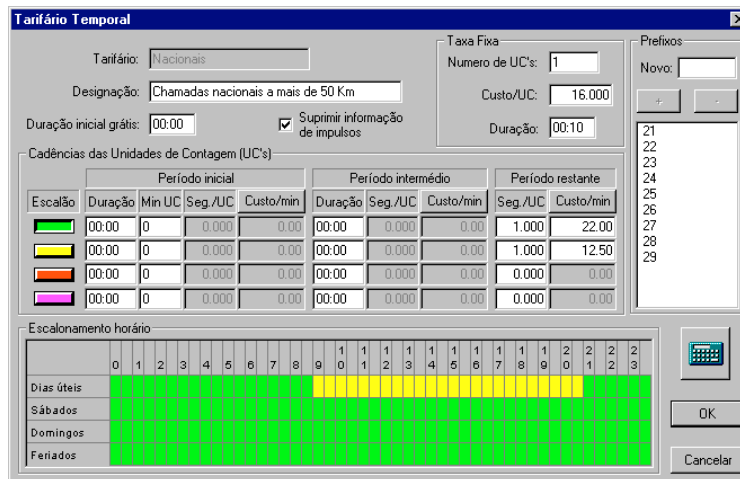 Tarifário Temporal
Tarifário: Nacionais
Designação: Chamadas nacionais a mais de 50 Km
Duração inicial grátis: 00:00
Suprimir informação
de impulsos
Taxa Fixa
Numero de UC's: 1
Custo/UC: 16.000
Duração: 00:10
Prefixos
Novo:
+ -
21
22
23
24
25
26
27
28
29
Cadências das Unidades de Contagem (UC's)
Período inicial Período intermédio Período restante
Escalão Duração Min UC Seg./UC Custo/min Duração Seg./UC Custo/min Seg./UC Custo/min
00:00 0 0.000 0.00 00:00 0.000 0.00 1.000 22.00
00:00 0 0.000 0.00 00:00 0.000 0.00 1.000 12.50
00:00 0 0.000 0.00 00:00 0.000 0.00 0.000 0.00
00:00 0 0.000 0.00 00:00 0.000 0.00 0.000 0.00
Escalonamento horário
0 1 2 3 4 5 6 7 8 9 10 11 12 13 14 15 16 17 18 19 20 21 22 23
Dias úteis
Sábados
Domingos
Feriados
OK
Cancelar